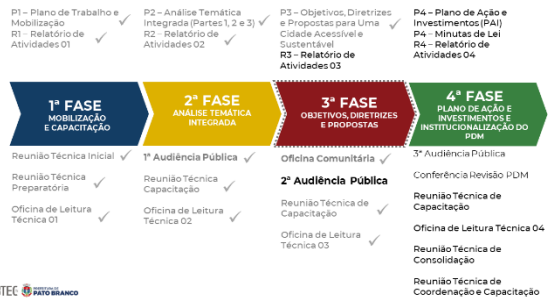 P1 – Plano de Trabalho e
Mobilização
R1 – Relatório de
Atividades 01
P2 – Análise Temática
Integrada (Partes 1, 2 e 3)
R2 – Relatório de
Atividades 02
P3 – Objetivos, Diretrizes
e Propostas para Uma
Cidade Acessível e
Sustentável
R3 – Relatório de
Atividades 03
P4 – Plano de Ação e
Investimentos (PAI)
P4 – Minutas de Lei
R4 – Relatório de
Atividades 04
1ª FASE
MOBILIZAÇÃO
E CAPACITAÇÃO
2ª FASE
ANÁLISE TEMÁTICA
INTEGRADA
3ª FASE
OBJETIVOS, DIRETRIZES
E PROPOSTAS
4ª FASE
PLANO DE AÇÃO E
INVESTIMENTOS E
INSTITUCIONALIZAÇÃO DO
PDM
Reunião Técnica Inicial
Reunião Técnica
Preparatória
Oficina de Leitura
Técnica 01
1ª Audiência Pública
Reunião Técnica
Capacitação
Oficina de Leitura
Técnica 02
Oficina Comunitária
2ª Audiência Pública
Reunião Técnica de
Capacitação
Oficina de Leitura
Técnica 03
3ª Audiência Pública
Conferência Revisão PDM
Reunião Técnica de
Capacitação
Oficina de Leitura Técnica 04
Reunião Técnica de
Consolidação
Reunião Técnica de
Coordenação e Capacitação
PATO BRANCO